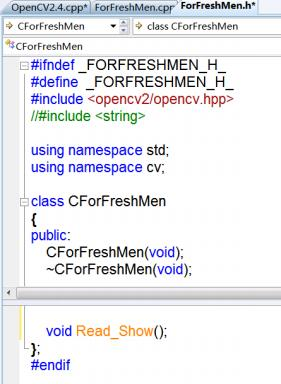 OpenCV2.4.cpp* ForFreshMen.cpp ForFreshMen.h*
CForFreshMen class CForFreshMen
CForFreshMen
#ifndef _FORFRESHMEN_H_
#define _FORFRESHMEN_H_
#include <opencv2/opencv.hpp>
//#include <string>
using namespace std;
using namespace cv;
class CForFreshMen
{
public:
CForFreshMen(void);
~CForFreshMen(void);
void Read_Show();
};
#endif